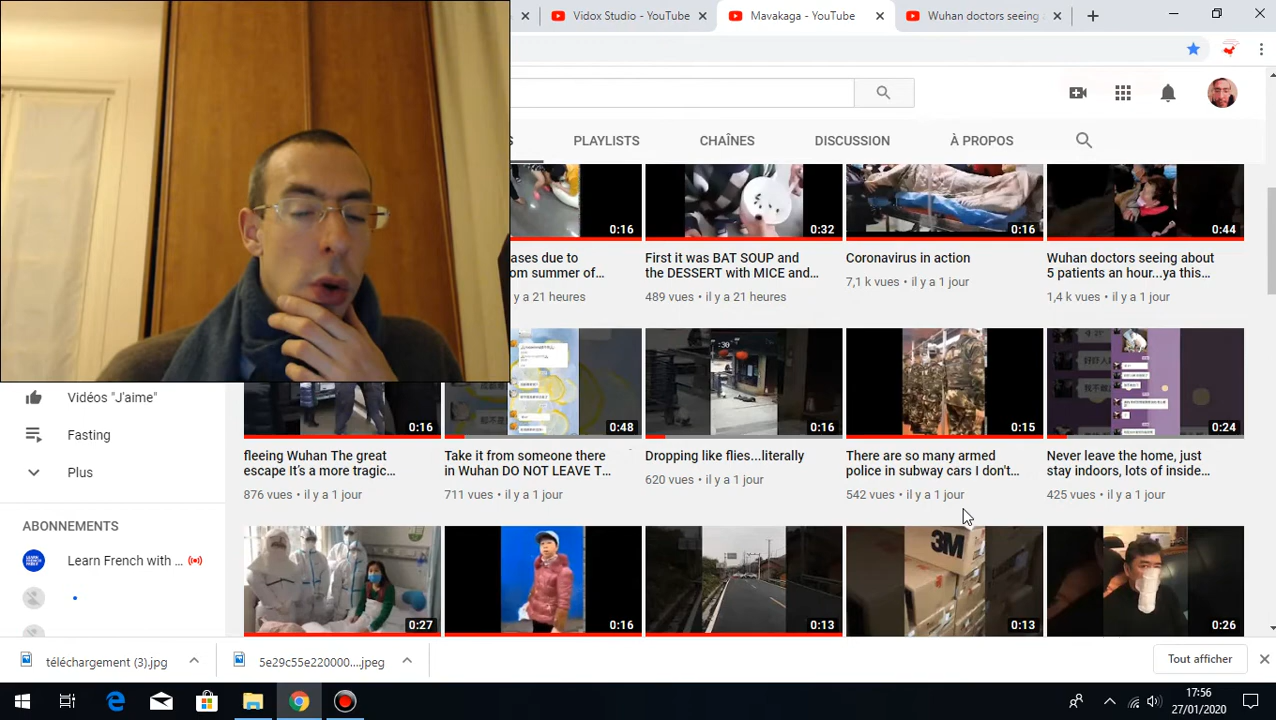 Vidox Studio - YouTube
Mavakaga - YouTube
Wuhan doctors seeing
PLAYLISTS
CHAÎNES
DISCUSSION
À PROPOS
0:16
0:32
0:16
0:44
ases due to
om summer of...
y a 21 heures
First it was BAT SOUP and
the DESSERT with MICE and...
489 vues • il y a 21 heures
Coronavirus in action
7,1 k vues • il y a 1 jour
Wuhan doctors seeing about
5 patients an hour...ya this...
1,4 k vues • il y a 1 jour
:30
0:16
0:48
0:16
0:15
0:24
fleeing Wuhan The great
escape It's a more tragic...
876 vues • il y a 1 jour
Take it from someone there
in Wuhan DO NOT LEAVE T...
711 vues • il y a 1 jour
Dropping like flies...literally
620 vues • il y a 1 jour
There are so many armed
police in subway cars I don't...
542 vues • il y a 1 jour
Never leave the home, just
stay indoors, lots of inside...
425 vues • il y a 1 jour
3M
0:27
0:16
0:13
0:13
0:26
Vidéos "J'aime"
Fasting
Plus
ABONNEMENTS
Learn French with ...
téléchargement (3).jpg
5e29c55e220000....jpeg
Tout afficher
17:56
27/01/2020